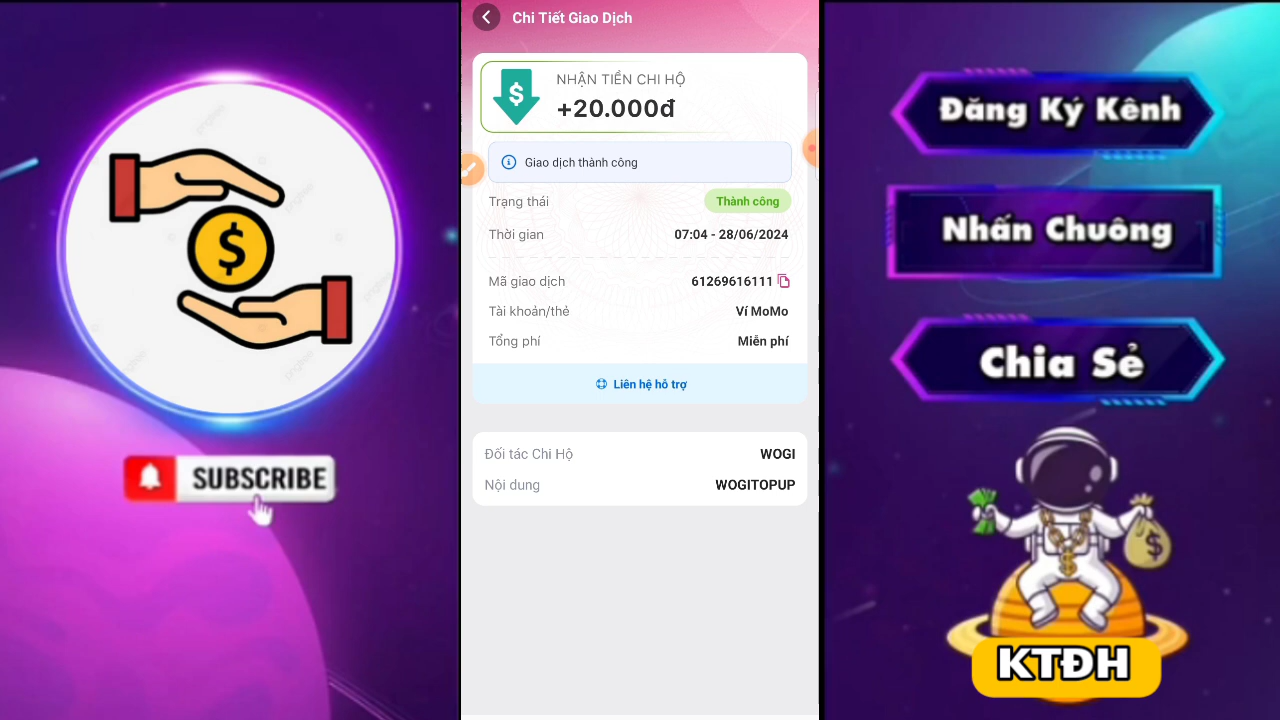 SUBSCRIBE
Chi Tiết Giao Dịch
NHẬN TIỀN CHI HỘ
+20.000đ
Giao dịch thành công
Trạng thái Thành công
Thời gian 07:04 - 28/06/2024
Mã giao dịch 61269616111
Tài khoản/thẻ Ví MoMo
Tổng phí Miễn phí
Liên hệ hỗ trợ
Đối tác Chi Hộ WOGI
Nội dung WOGITOPUP
Đăng Ký Kênh
Nhấn Chuông
Chia Sẻ
KTĐH